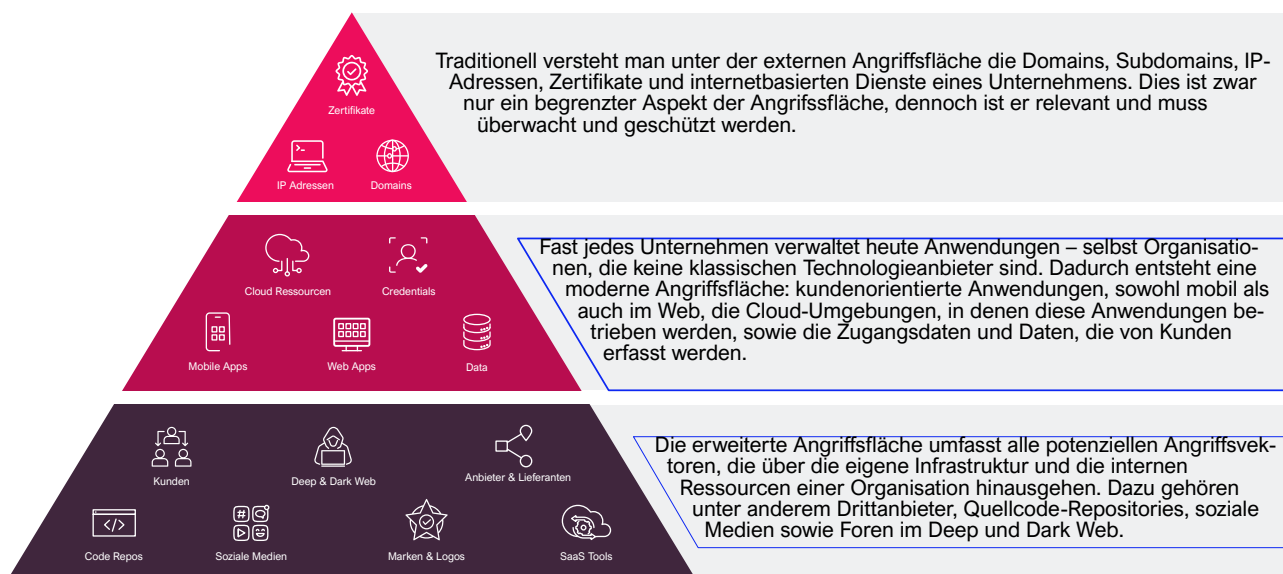 Zertifikate
IP Adressen
Domains
Traditionell versteht man unter der externen Angriffsfläche die Domains, Subdomains, IP-
Adressen, Zertifikate und internetbasierten Dienste eines Unternehmens. Dies ist zwar
nur ein begrenzter Aspekt der Angrifssfläche, dennoch ist er relevant und muss
überwacht und geschützt werden.
Cloud Ressourcen
Credentials
Mobile Apps
Web Apps
Data
Fast jedes Unternehmen verwaltet heute Anwendungen – selbst Organisatio-
nen, die keine klassischen Technologieanbieter sind. Dadurch entsteht eine
moderne Angriffsfläche: kundenorientierte Anwendungen, sowohl mobil als
auch im Web, die Cloud-Umgebungen, in denen diese Anwendungen be-
trieben werden, sowie die Zugangsdaten und Daten, die von Kunden
erfasst werden.
Kunden
Deep & Dark Web
Anbieter & Lieferanten
Code Repos
Soziale Medien
Marken & Logos
SaaS Tools
Die erweiterte Angriffsfläche umfasst alle potenziellen Angriffsvek-
toren, die über die eigene Infrastruktur und die internen
Ressourcen einer Organisation hinausgehen. Dazu gehören
unter anderem Drittanbieter, Quellcode-Repositories, soziale
Medien sowie Foren im Deep und Dark Web.